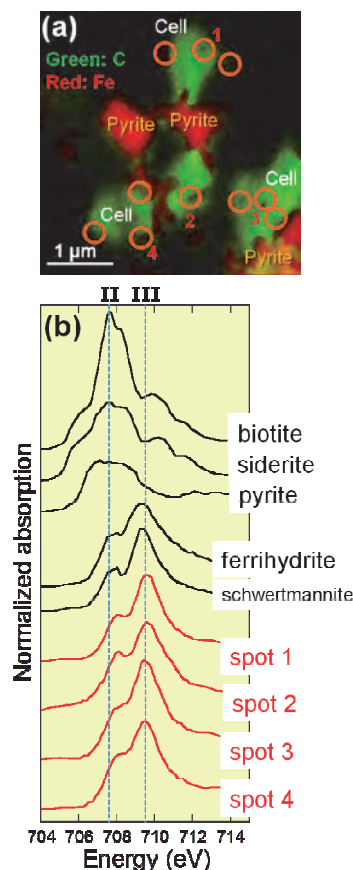 (a)
Cell
1
Green: C
Red: Fe
Pyrite
Pyrite
Cell
Cell
2
3
4
Pyrite
1 µm
II III
(b)
biotite
siderite
pyrite
ferrihydrite
schwertmannite
spot 1
spot 2
spot 3
spot 4
Normalized absorption
704 706 708 710 712 714
Energy (eV)